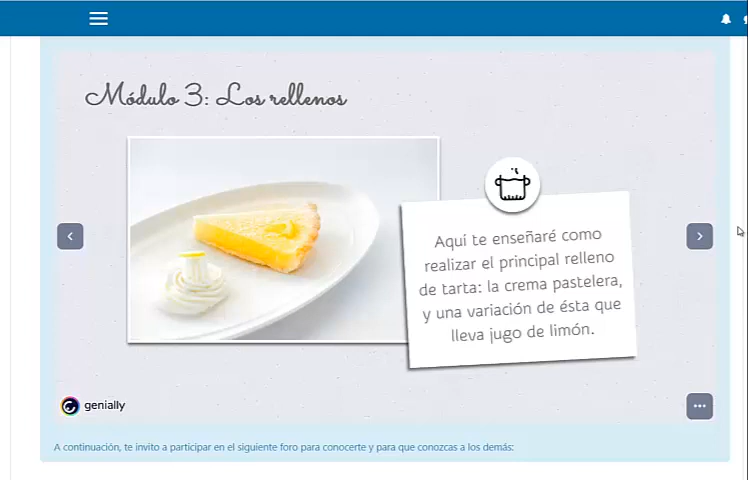 Módulo 3: Los rellenos
Aquí te enseñaré como
realizar el principal relleno
de tarta: la crema pastelera,
y una variación de ésta que
lleva jugo de limón.
genially
A continuación, te invito a participar en el siguiente foro para conocerte y para que conozcas a los demás: